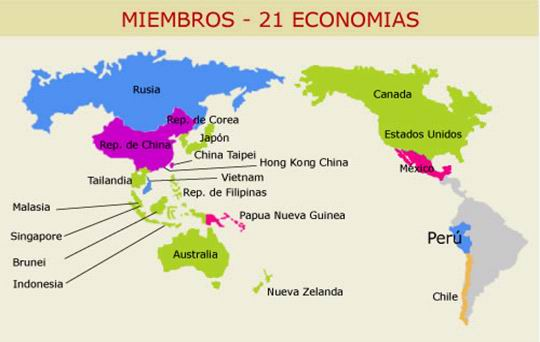 MIEMBROS - 21 ECONOMIAS
Rusia
Canada
Rep. de Corea
Estados Unidos
Japón
Rep. de China
China Taipei
Hong Kong China
México
Tailandia
Vietnam
Rep. de Filipinas
Malasia
Papua Nueva Guinea
Singapore
Perú
Brunei
Australia
Indonesia
Nueva Zelanda
Chile